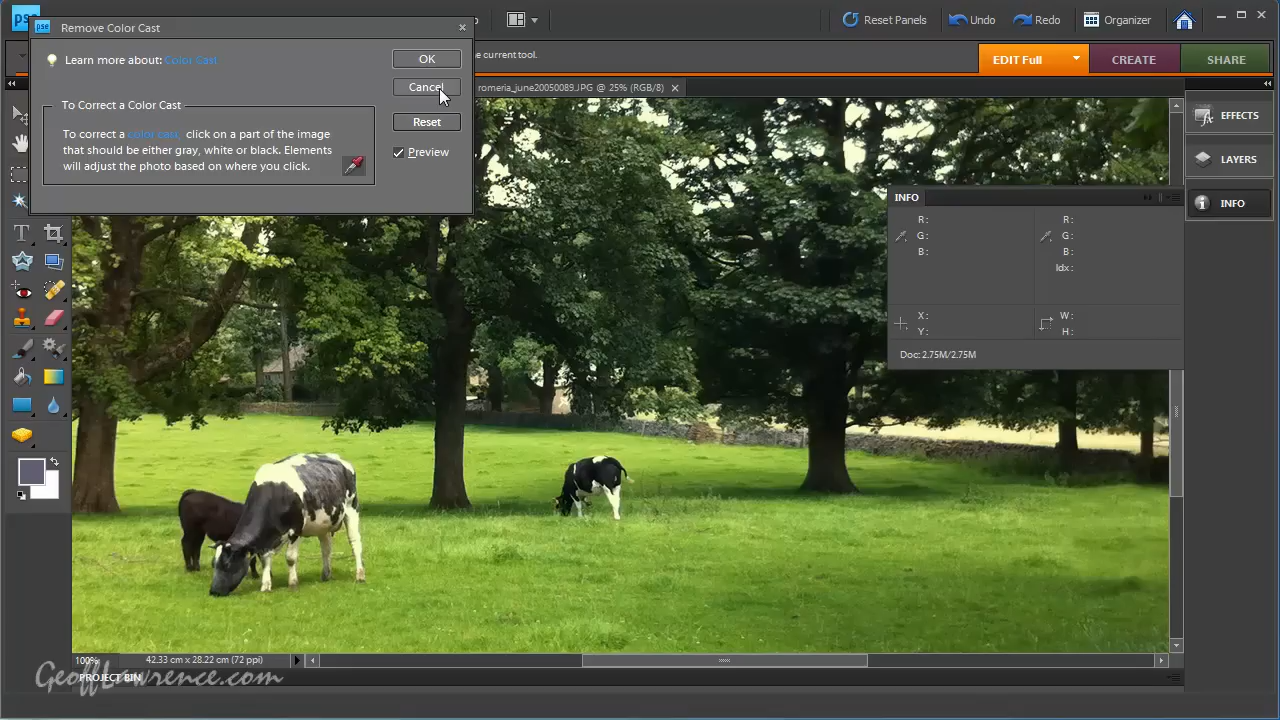 pse
Reset Panels
Undo
Redo
Organizer
pse Remove Color Cast
Learn more about: Color Cast
OK
Cancel
Reset
Preview
To Correct a Color Cast
To correct a color cast, click on a part of the image
that should be either gray, white or black. Elements
will adjust the photo based on where you click.
he current tool.
EDIT Full
CREATE
SHARE
romeria_june20050089.JPG @ 25% (RGB/8)
EFFECTS
LAYERS
INFO
INFO
R:
G:
B:
R:
G:
B:
Idx:
X:
Y:
W:
H:
Doc: 2.75M/2.75M
T
100%
42.33 cm x 28.22 cm (72 ppi)
GeoffLawrence.com
PROJECT BIN